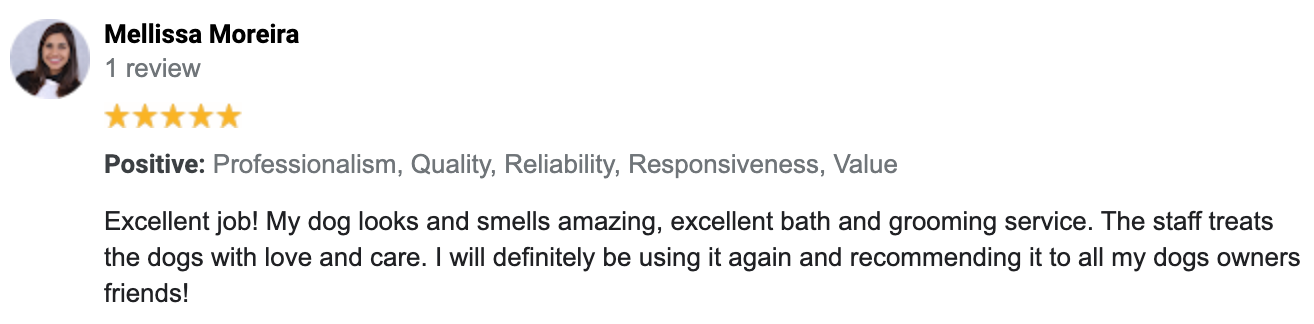 Mellissa Moreira
1 review
Positive: Professionalism, Quality, Reliability, Responsiveness, Value
Excellent job! My dog looks and smells amazing, excellent bath and grooming service. The staff treats
the dogs with love and care. I will definitely be using it again and recommending it to all my dogs owners
friends!